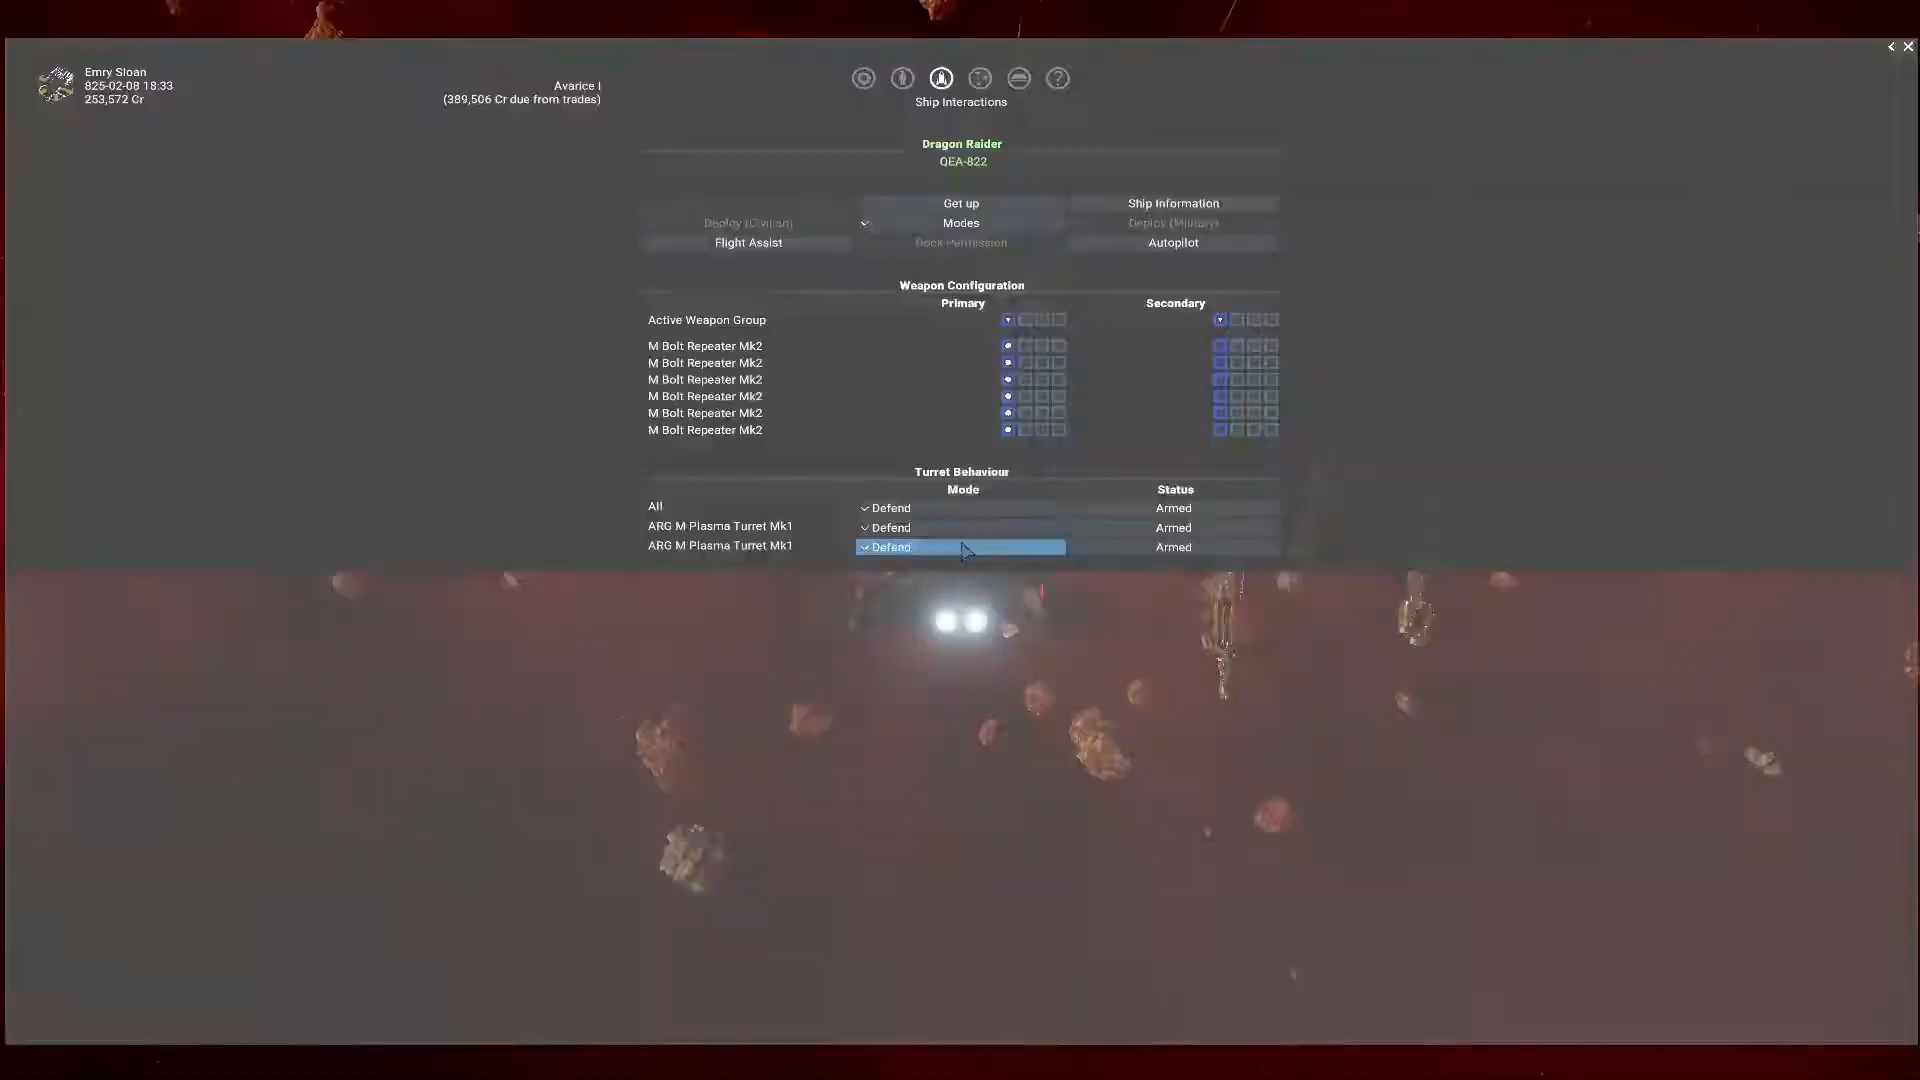 Emry Sloan
825-02-08 18:33
253,572 Cr
Avarice I
(389,506 Cr due from trades)
Ship Interactions
Dragon Raider
QEA-822
Get up
Ship Information
Deploy (Civilian)
Modes
Deploy (Military)
Flight Assist
Dock Permission
Autopilot
Weapon Configuration
Primary
Secondary
Active Weapon Group
M Bolt Repeater Mk2
M Bolt Repeater Mk2
M Bolt Repeater Mk2
M Bolt Repeater Mk2
M Bolt Repeater Mk2
M Bolt Repeater Mk2
Turret Behaviour
Mode
Status
All
Defend
Armed
ARG M Plasma Turret Mk1
Defend
Armed
ARG M Plasma Turret Mk1
Defend
Armed